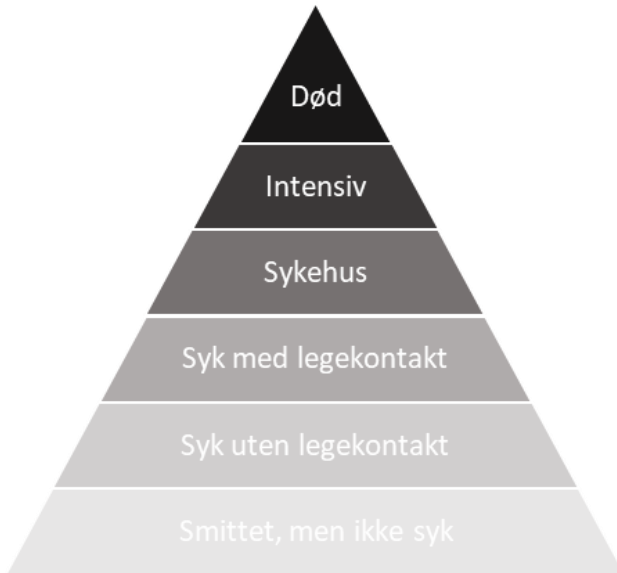 Død
Intensiv
Sykehus
Syk med legekontakt
Syk uten legekontakt
Smittet, men ikke syk